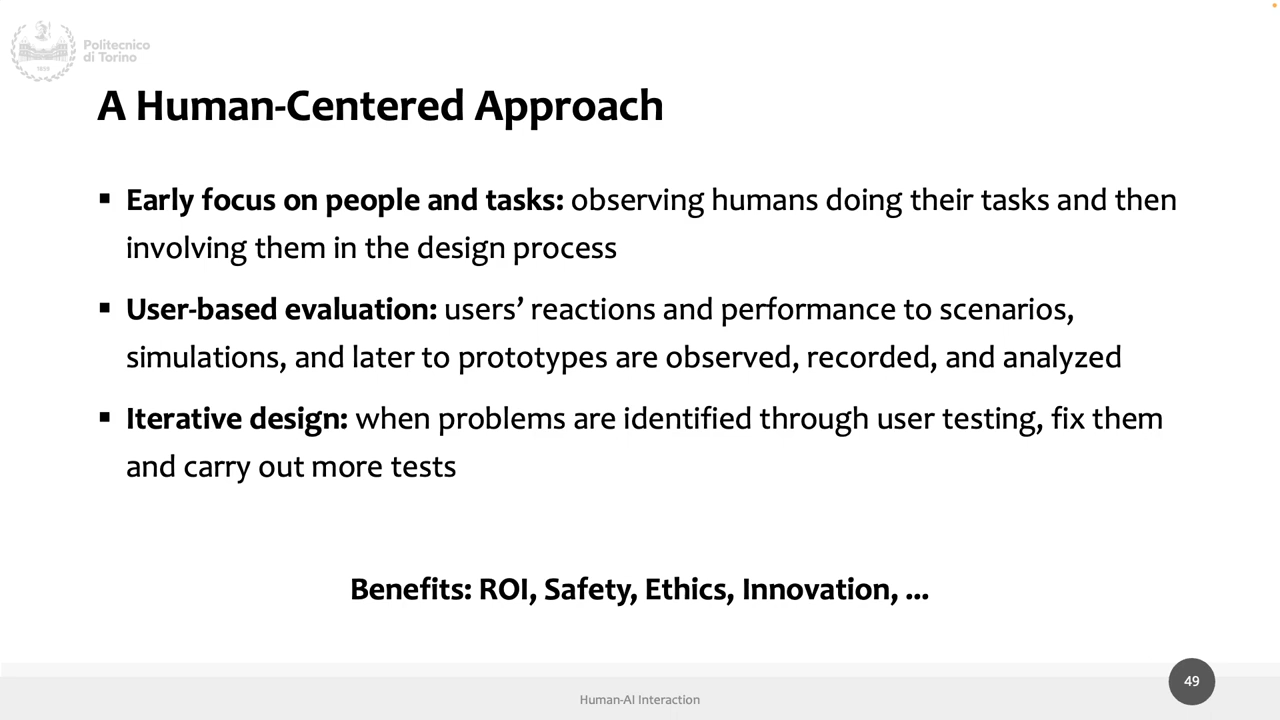 Politecnico
di Torino
1859
A Human-Centered Approach
▪ Early focus on people and tasks: observing humans doing their tasks and then
involving them in the design process
▪ User-based evaluation: users’ reactions and performance to scenarios,
simulations, and later to prototypes are observed, recorded, and analyzed
▪ Iterative design: when problems are identified through user testing, fix them
and carry out more tests
Benefits: ROI, Safety, Ethics, Innovation, ...
49
Human-AI Interaction